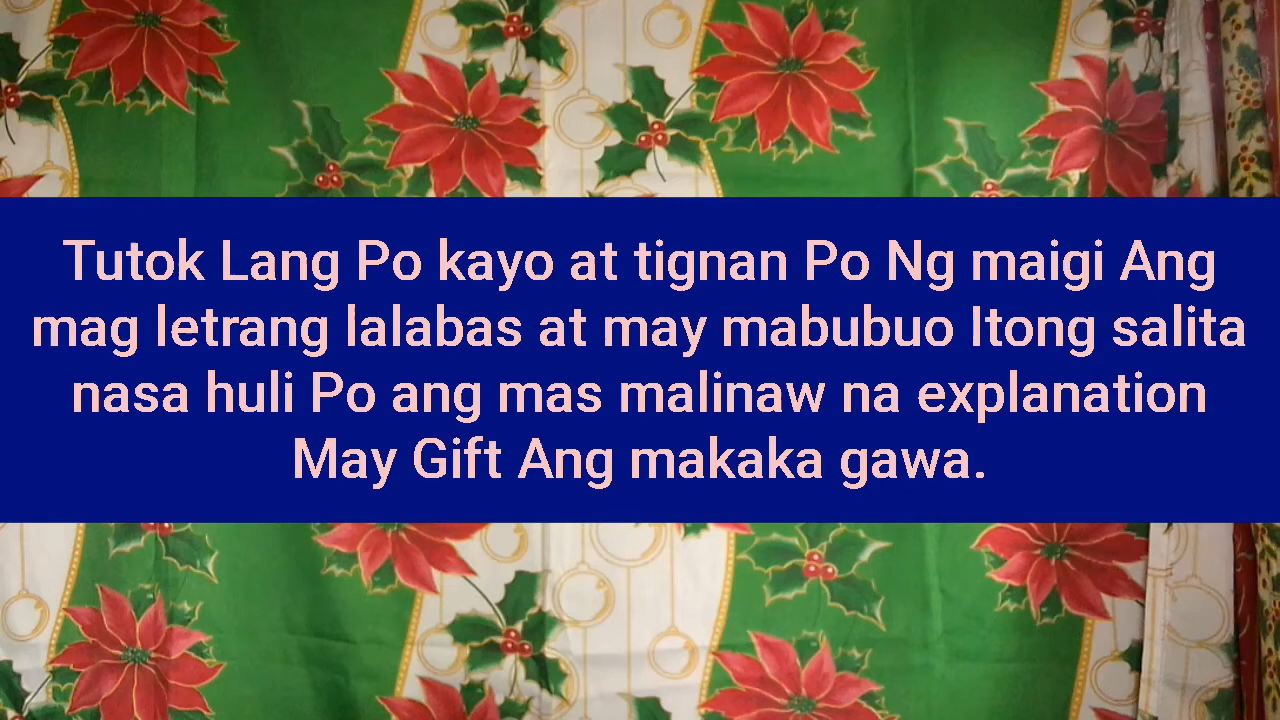 Tutok Lang Po kayo at tignan Po Ng maigi Ang
mag letrang lalabas at may mabubuo Itong salita
nasa huli Po ang mas malinaw na explanation
May Gift Ang makaka gawa.